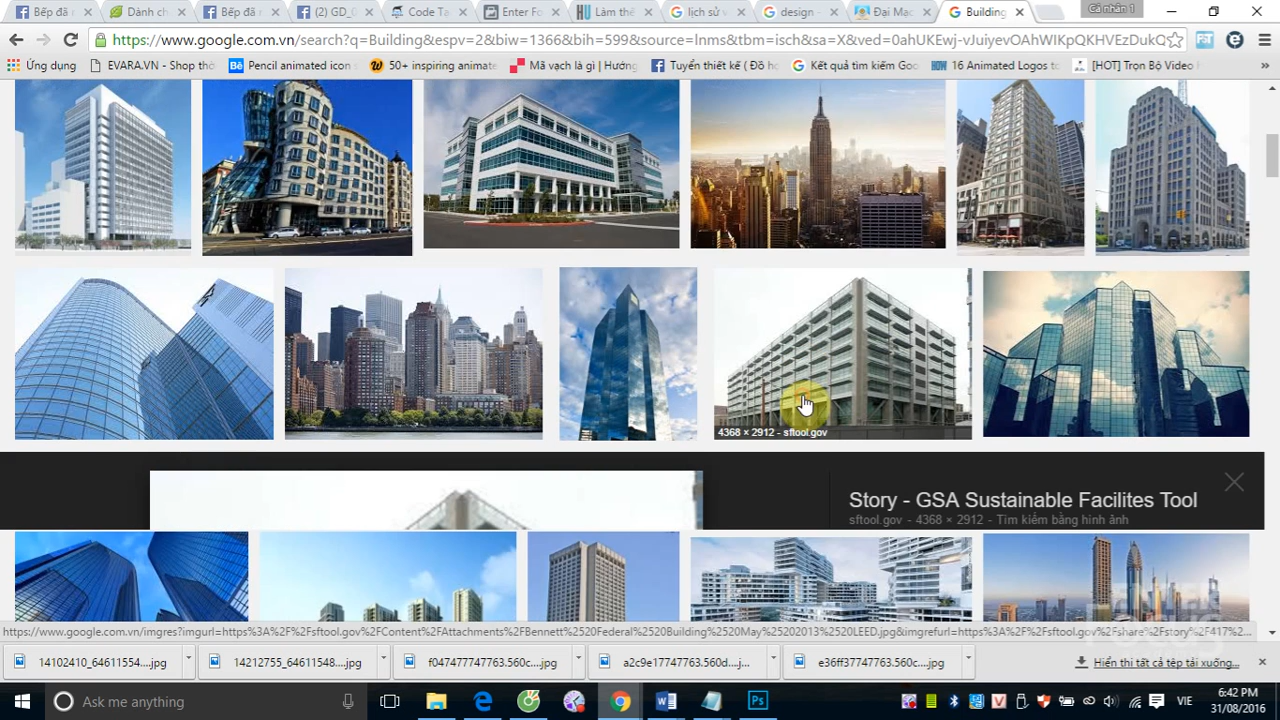 Bếp đã r
Dành ch
Bếp đã r
(2) GD_0
Code Ta
Enter Fo
Làm thế
lịch sử v
design -
Đại Mac
Building
Cá nhân 1
https://www.google.com.vn/search?q=Building&espv=2&biw=1366&bih=599&source=lnms&tbm=isch&sa=X&ved=0ahUKEwj-vJuiyevOAhWIKpQKHVEzDukQ
Ứng dụng
EVARA.VN - Shop thờ
Pencil animated icon
50+ inspiring animate
Mã vạch là gì | Hướng
Tuyển thiết kế ( Đồ h
Kết quả tìm kiếm Goo
16 Animated Logos to
[HOT] Trọn Bộ Video
»
4368 × 2912 - sftool.gov
Story - GSA Sustainable Facilites Tool
sftool.gov - 4368 × 2912 - Tìm kiếm bằng hình ảnh
https://www.google.com.vn/imgres?imgurl=https%3A%2F%2Fsftool.gov%2FContent%2FAttachments%2FBennett%2520Federal%2520Building%2520May%25202013%2520LEED.jpg&imgrefurl=https%3A%2F%2Fsftool.gov%2Fshare%2Fstory%2F417%2...
14102410_64611554....jpg
14212755_64611548....jpg
f047477747763.560c....jpg
a2c9e17747763.560d....j...
e36ff37747763.560c....jpg
Hiển thị tất cả tệp tải xuống...
Ask me anything
VIE
6:42 PM
31/08/2016